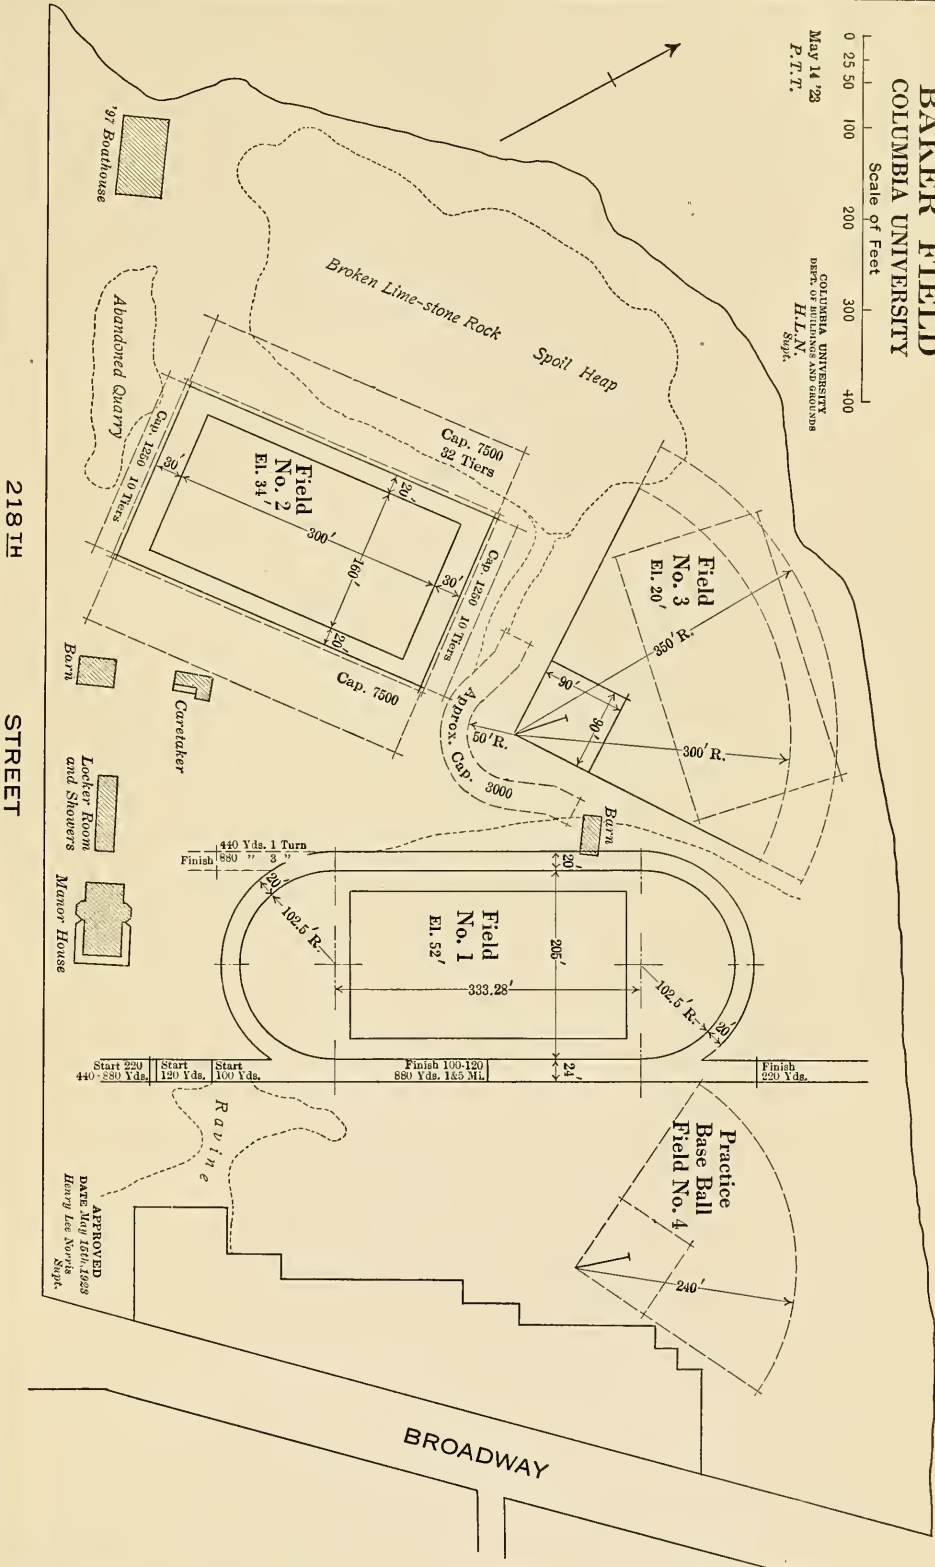 BAKER FIELD
COLUMBIA UNIVERSITY
Scale of Feet
0 25 50 100 200 300 400
May 14 '23
P.T.T.
COLUMBIA UNIVERSITY
DEPT. OF BUILDINGS AND GROUNDS
H.L.N.
Supt.
'97 Boathouse
Broken Lime-stone Rock
Spoil Heap
Abandoned Quarry
Cap. 7500
32 Tiers
Cap. 1250 10 Tiers
Field
No. 2
El. 34'
30'
20'
300'
160'
30'
20'
Cap. 1250 10 Tiers
Cap. 7500
Field
No. 3
El. 20'
350' R.
300' R.
90'
90'
50' R.
Approx. Cap. 3000
Barn
Caretaker
Barn
Locker Room
and Showers
Manor House
440 Yds. 1 Turn
Finish 880 " 3 "
20'
20'
102.5' R.
Field
No. 1
El. 52'
205'
333.28'
102.5' R.
20'
Start 220
440-880 Yds.
Start
120 Yds.
Start
100 Yds.
Finish 100-120
880 Yds. 1&5 Mi.
24'
Finish
220 Yds.
Ravine
Practice
Base Ball
Field No. 4
240'
APPROVED
DATE May 15th, 1923
Henry Lee Norris
Supt.
218TH STREET
BROADWAY